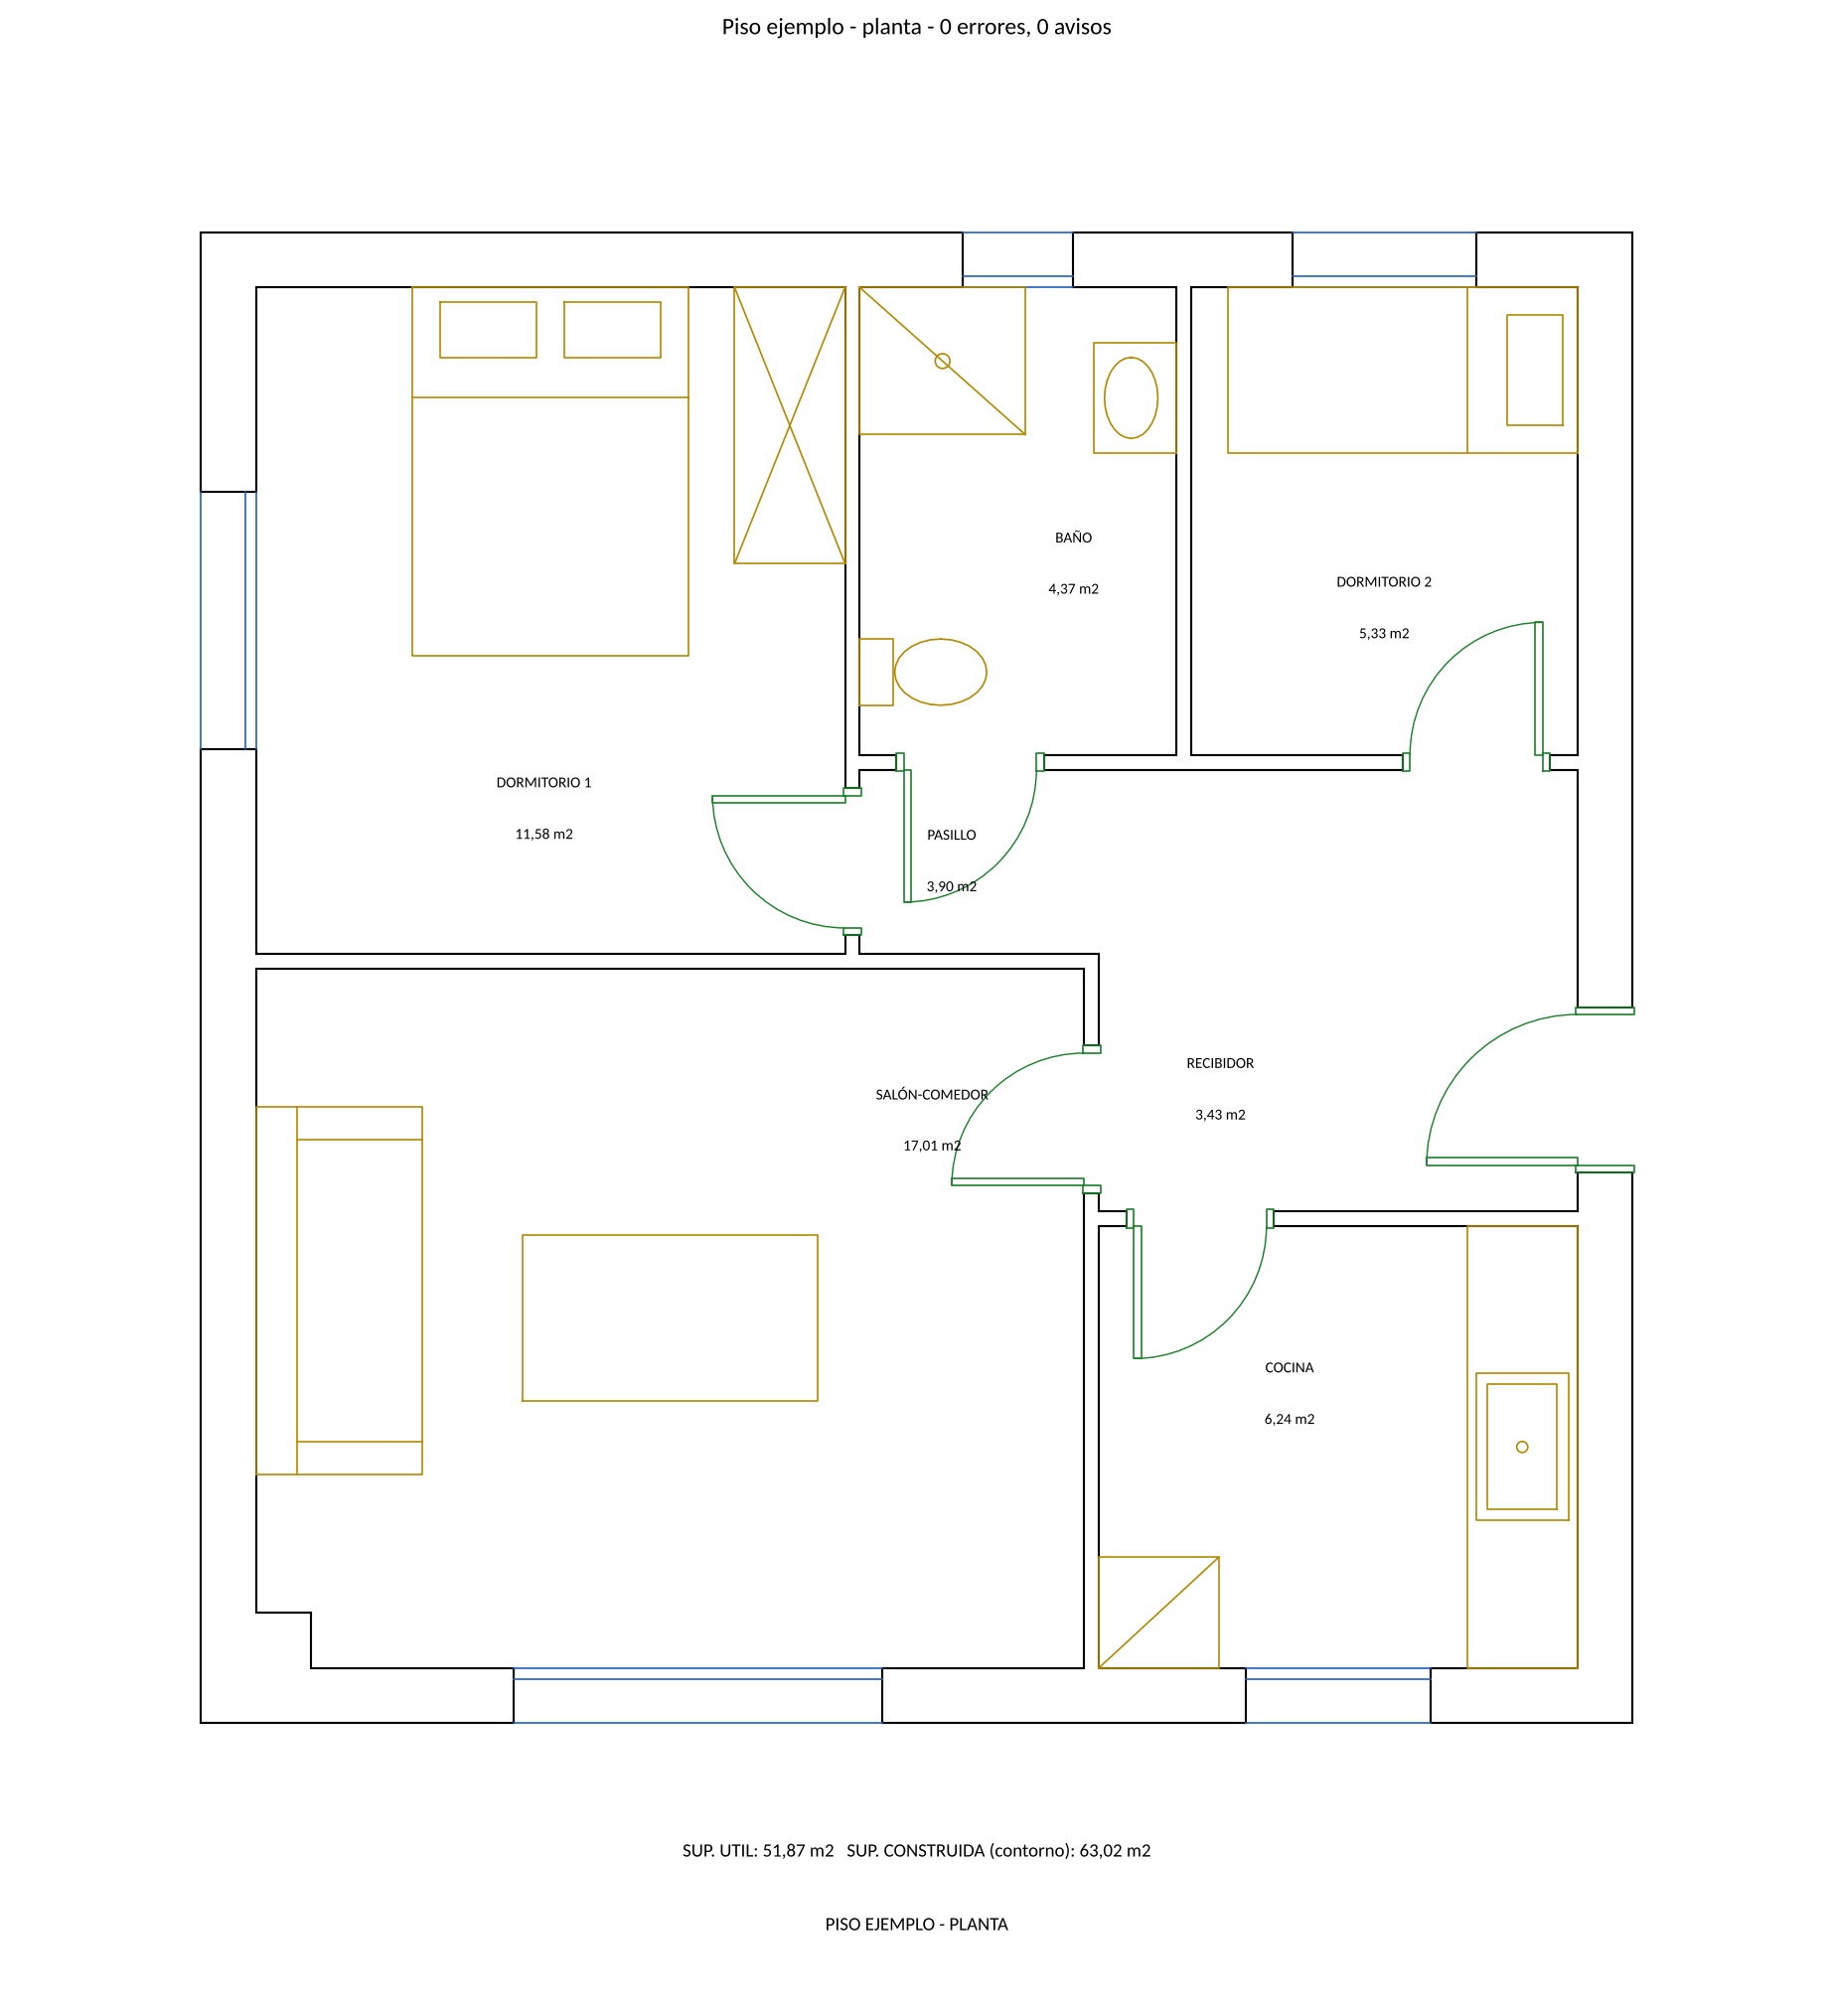 Piso ejemplo - planta - 0 errores, 0 avisos
BAÑO
4,37 m2
DORMITORIO 2
5,33 m2
DORMITORIO 1
11,58 m2
PASILLO
3,90 m2
RECIBIDOR
3,43 m2
SALÓN-COMEDOR
17,01 m2
COCINA
6,24 m2
SUP. UTIL: 51,87 m2   SUP. CONSTRUIDA (contorno): 63,02 m2
PISO EJEMPLO - PLANTA